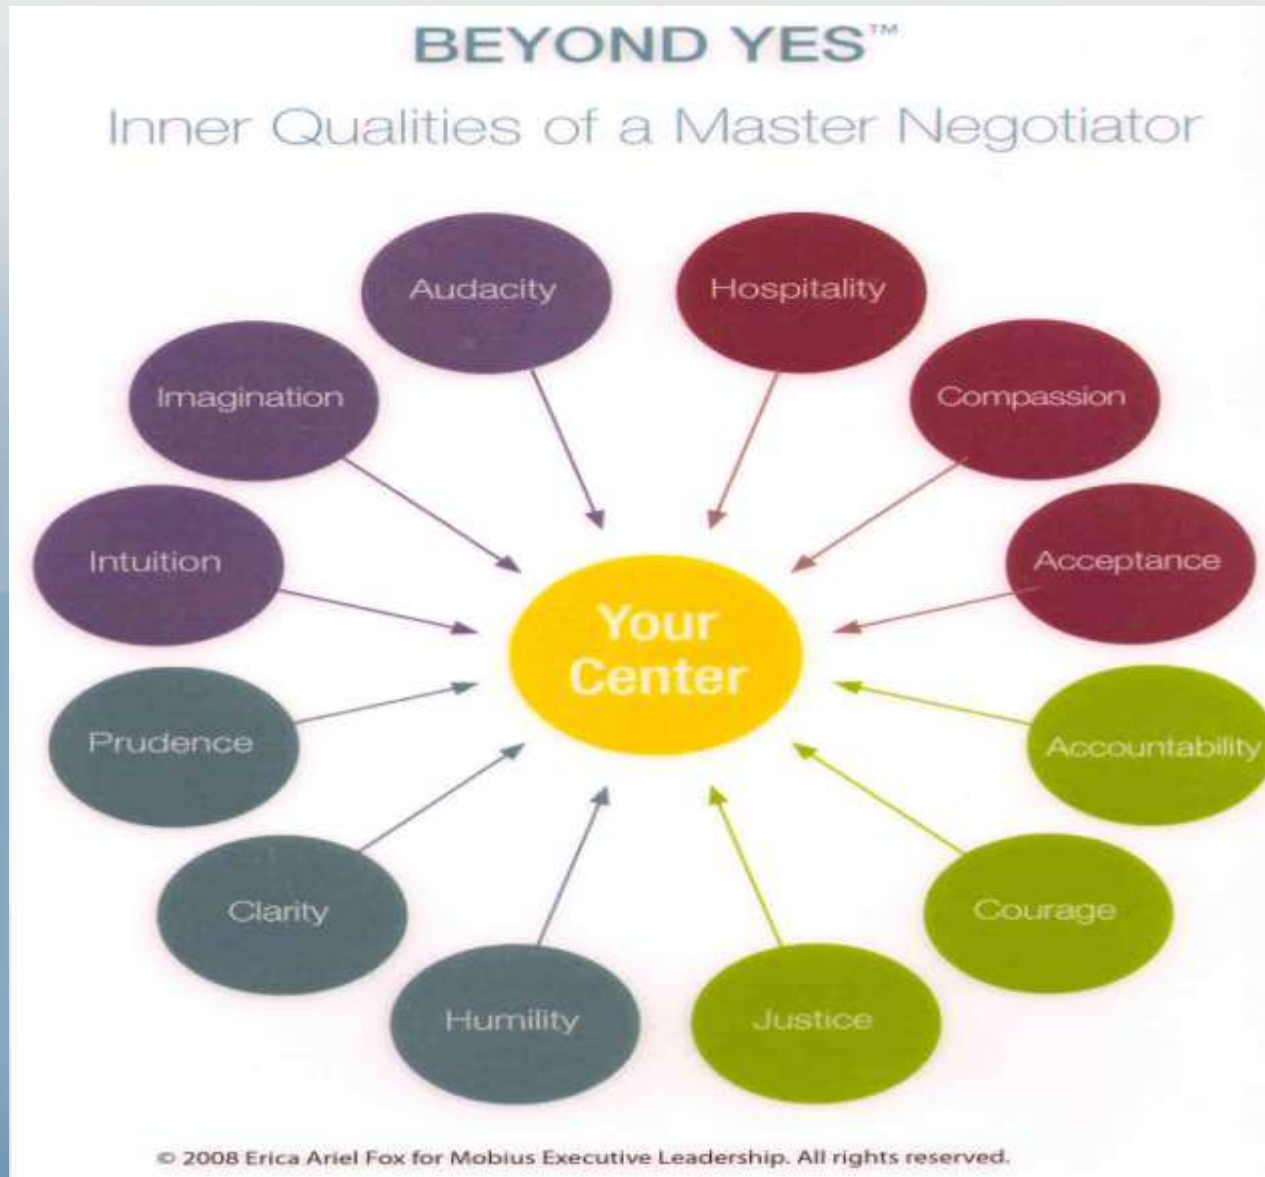 BEYOND YES™
Inner Qualities of a Master Negotiator
Audacity
Hospitality
Imagination
Compassion
Intuition
Acceptance
Your
Center
Prudence
Accountability
Clarity
Courage
Humility
Justice
© 2008 Erica Ariel Fox for Mobius Executive Leadership. All rights reserved.